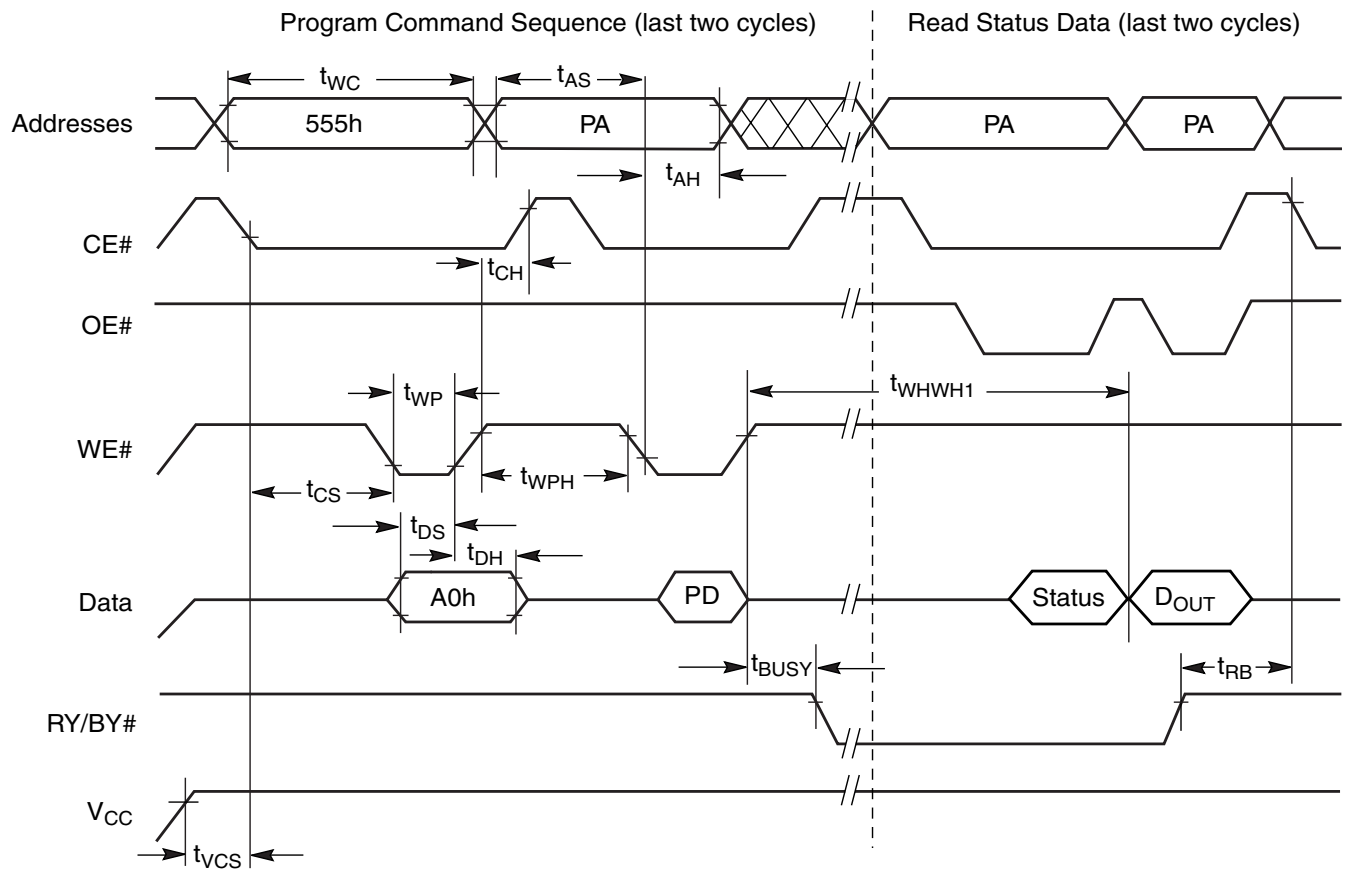 Program Command Sequence (last two cycles) Read Status Data (last two cycles)
tWC tAS
Addresses 555h PA PA PA
tAH
CE#
tCH
OE#
tWP tWHWH1
WE#
tWPH
tCS
tDS
tDH
Data A0h PD Status DOUT
tBUSY tRB
RY/BY#
VCC
tVCS